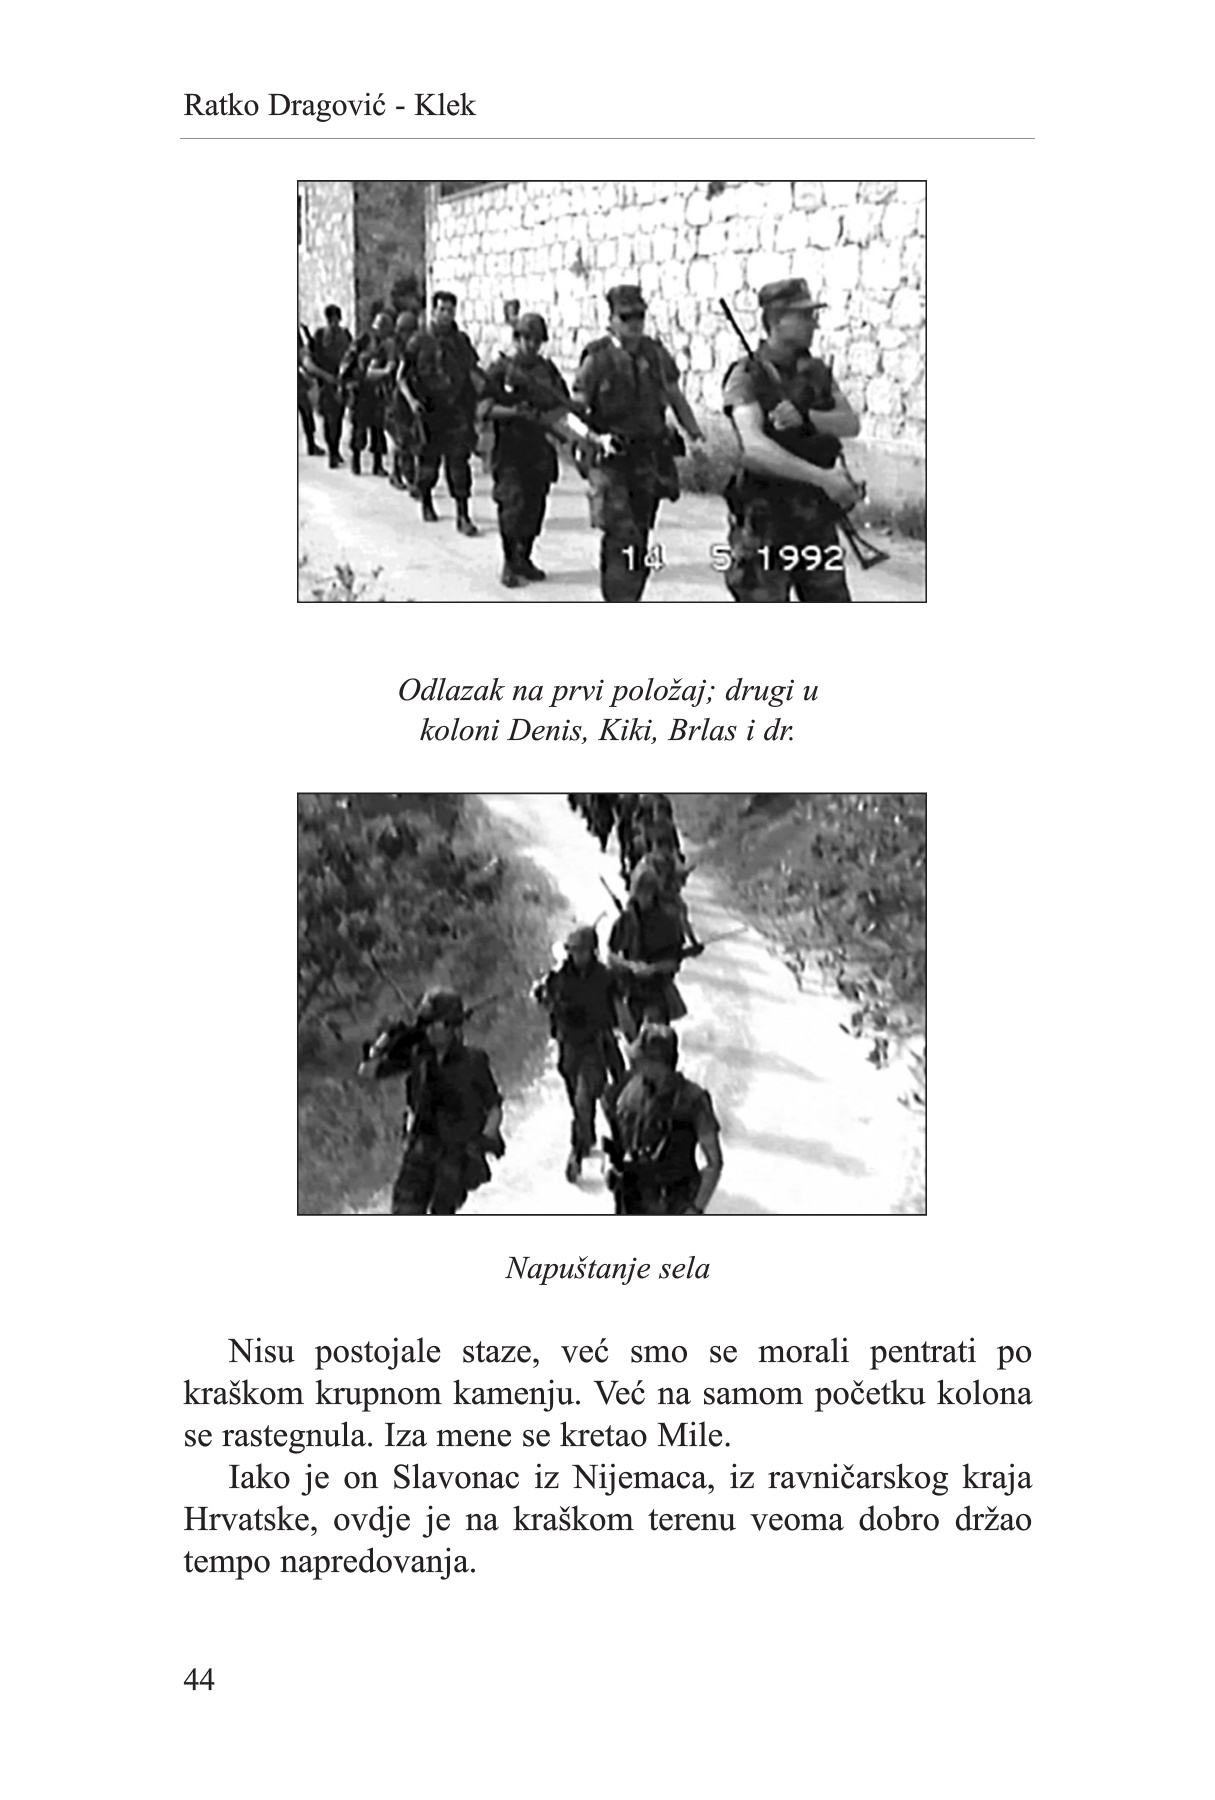 Ratko Dragović - Klek
14 5 1992
Odlazak na prvi položaj; drugi u
koloni Denis, Kiki, Brlas i dr.
Napuštanje sela
Nisu postojale staze, već smo se morali pentrati po
kraškom krupnom kamenju. Već na samom početku kolona
se rastegnula. Iza mene se kretao Mile.
Iako je on Slavonac iz Nijemaca, iz ravničarskog kraja
Hrvatske, ovdje je na kraškom terenu veoma dobro držao
tempo napredovanja.
44